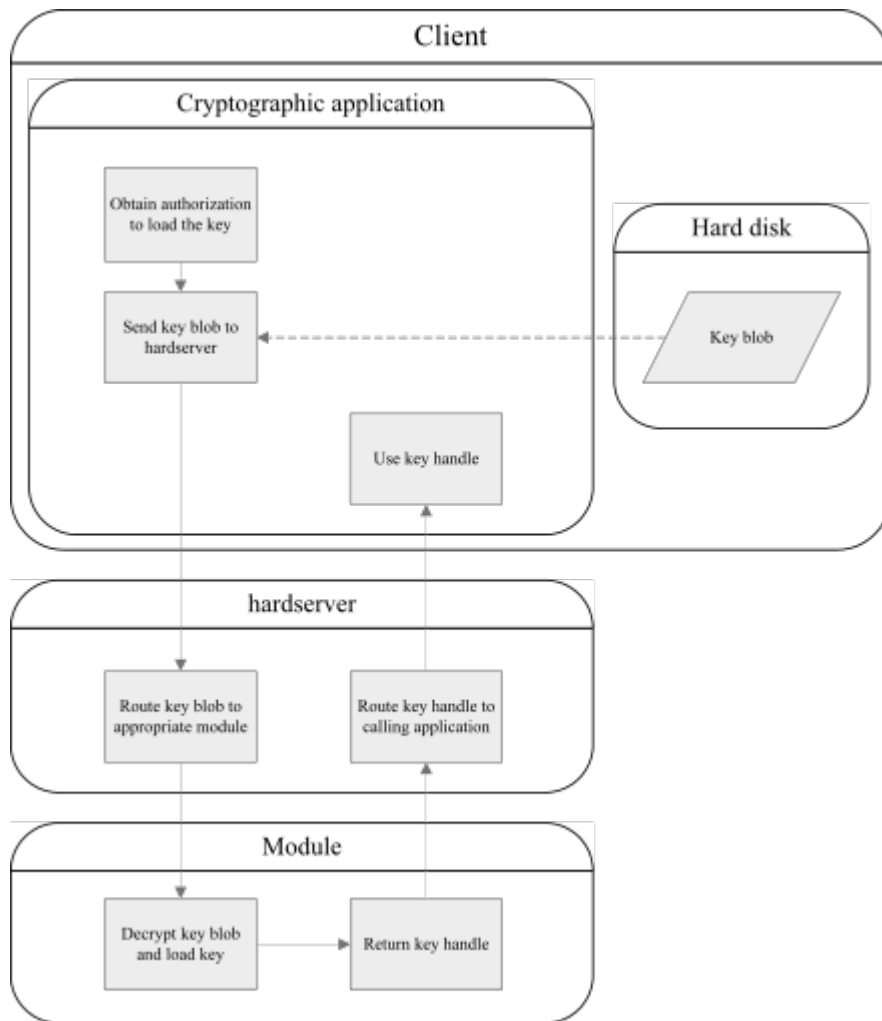 Client
Cryptographic application
Obtain authorization
to load the key
Hard disk
Send key blob to
hardserver
Key blob
Use key handle
hardserver
Route key blob to
appropriate module
Route key handle to
calling application
Module
Decrypt key blob
and load key
Return key handle